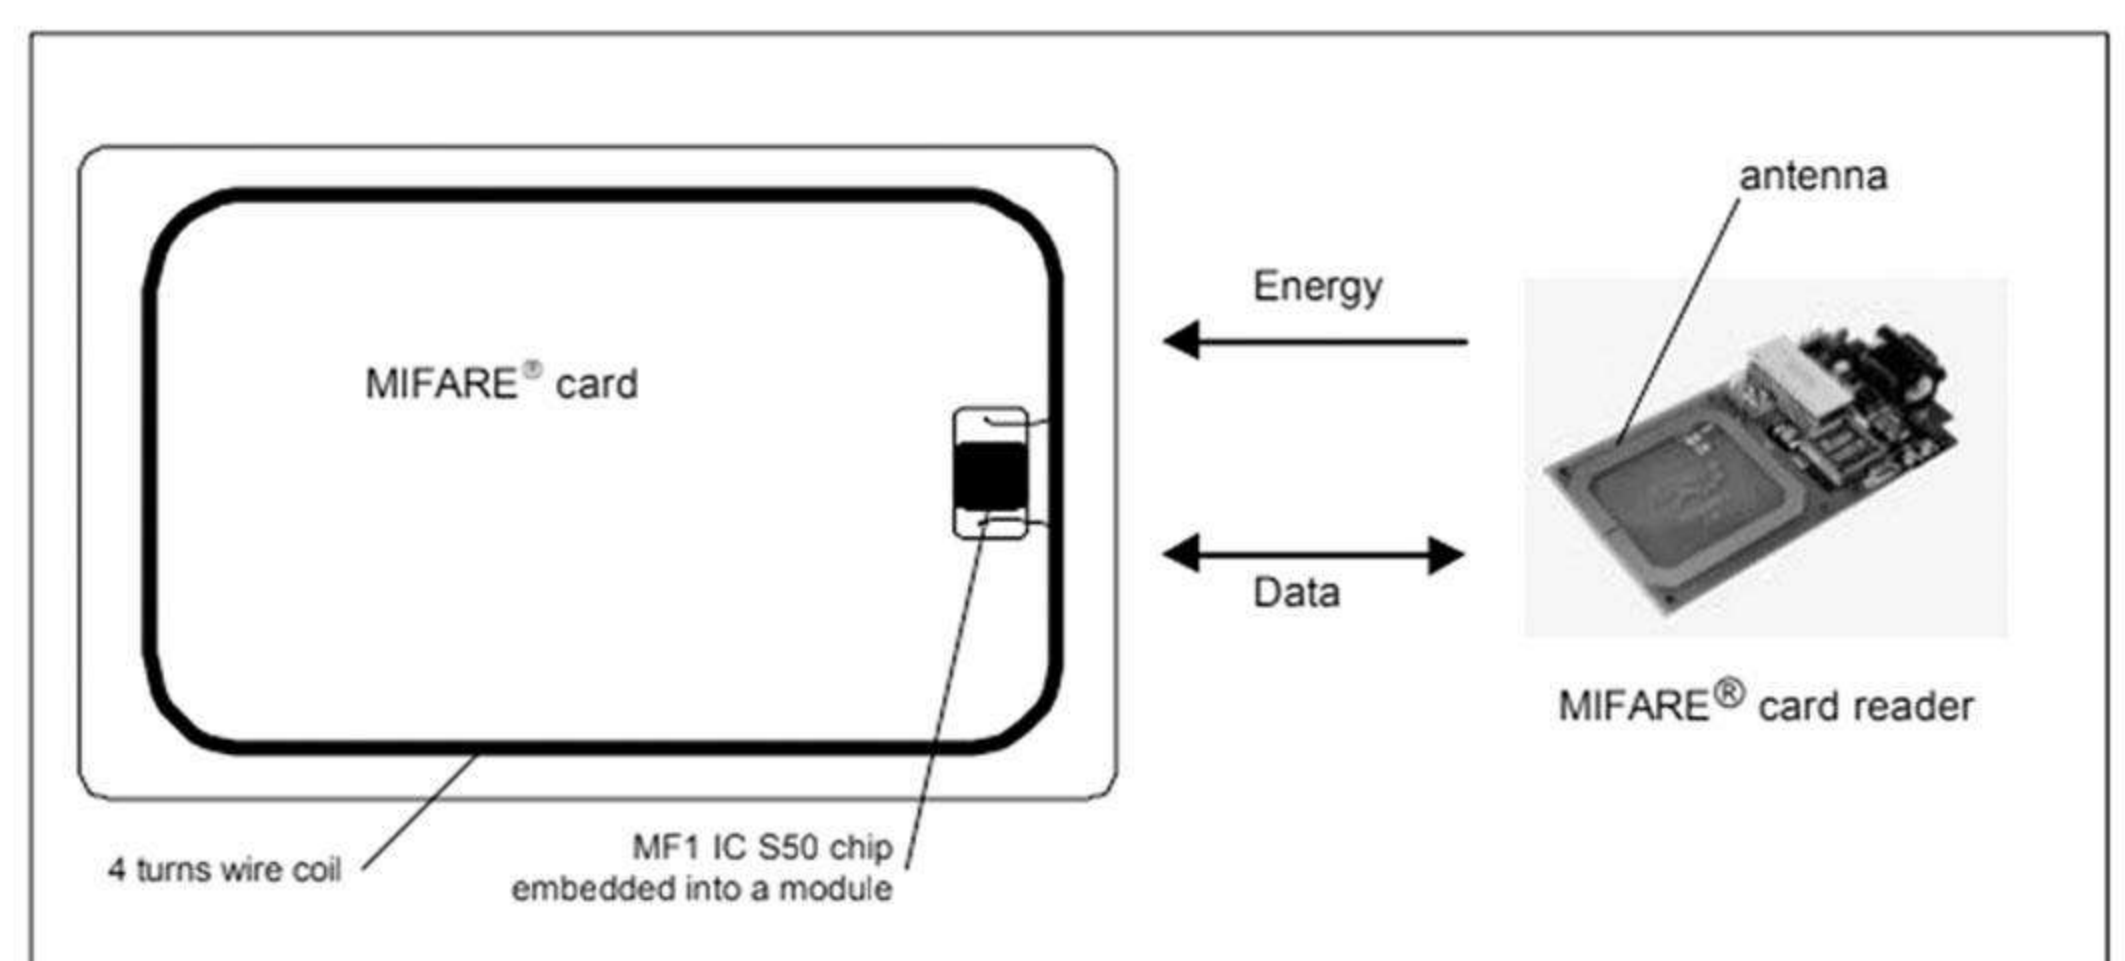 antenna
Energy
MIFARE® card
Data
MIFARE® card reader
4 turns wire coil
MF1 IC S50 chip
embedded into a module